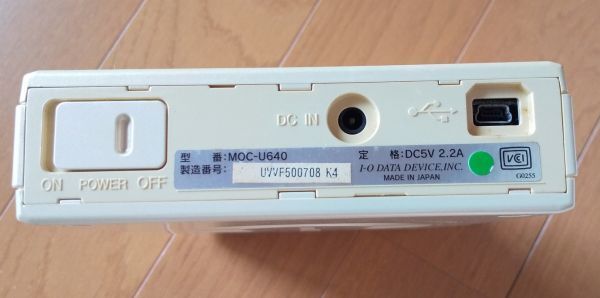 DC IN
ON POWER OFF
型　番:MOC-U640
製造番号:
UVVF500708 K4
定　格:DC5V 2.2A
I-O DATA DEVICE,INC.
MADE IN JAPAN
VCI
G0255